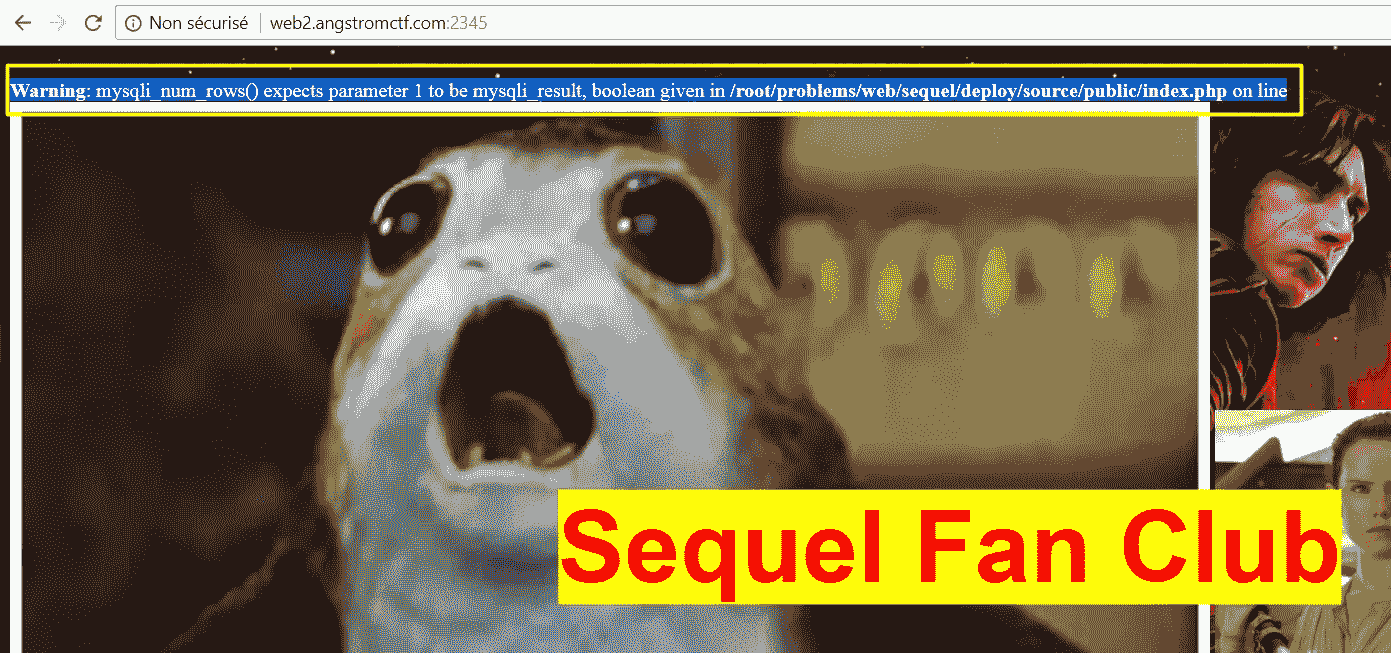 Non sécurisé web2.angstromctf.com:2345
Warning: mysqli_num_rows() expects parameter 1 to be mysqli_result, boolean given in /root/problems/web/sequel/deploy/source/public/index.php on line
Sequel Fan Club